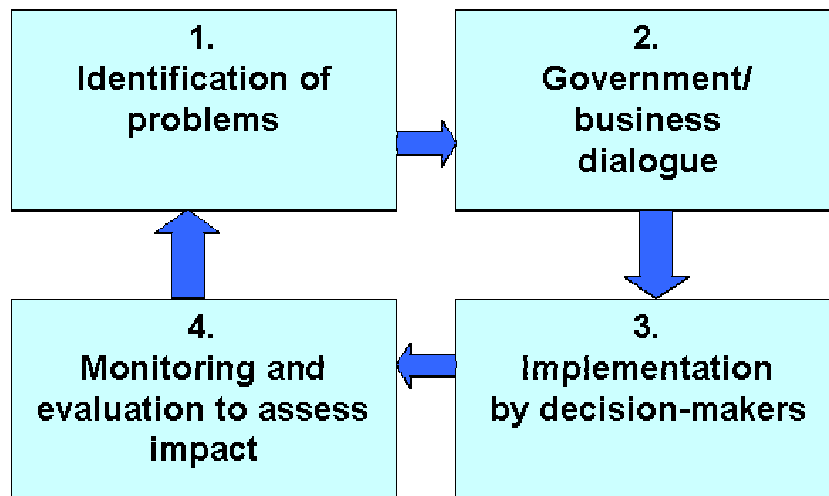 1.
Identification of
problems
2.
Government/
business
dialogue
3.
Implementation
by decision-makers
4.
Monitoring and
evaluation to assess
impact